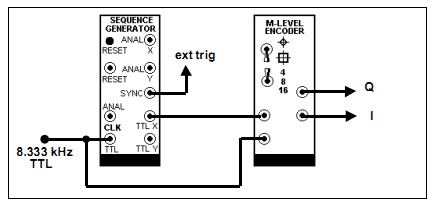 SEQUENCE
GENERATOR
ANAL
RESET X
ANAL
RESET Y
SYNC
ext trig
ANAL
CLK TTL X
TTL TTL Y
8.333 kHz
TTL
M-LEVEL
ENCODER
4
8
16
Q
I